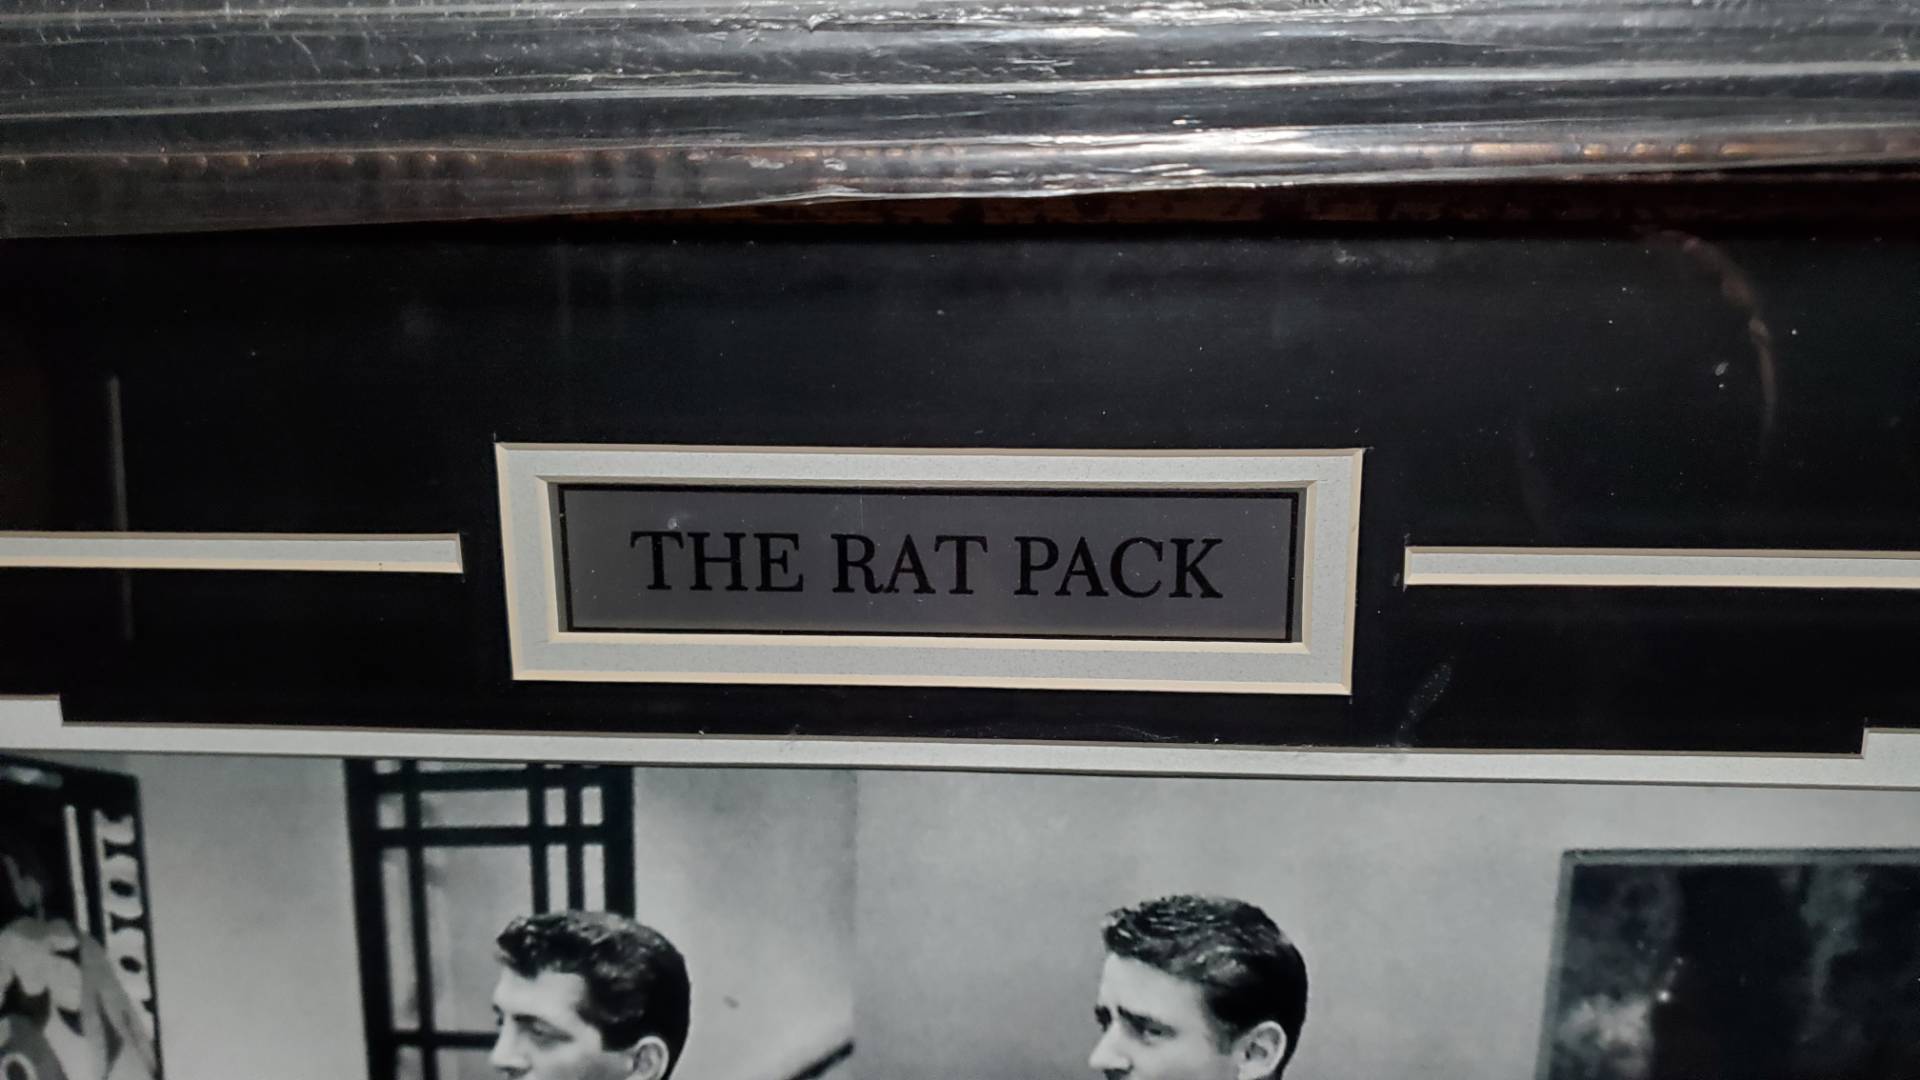 THE RAT PACK